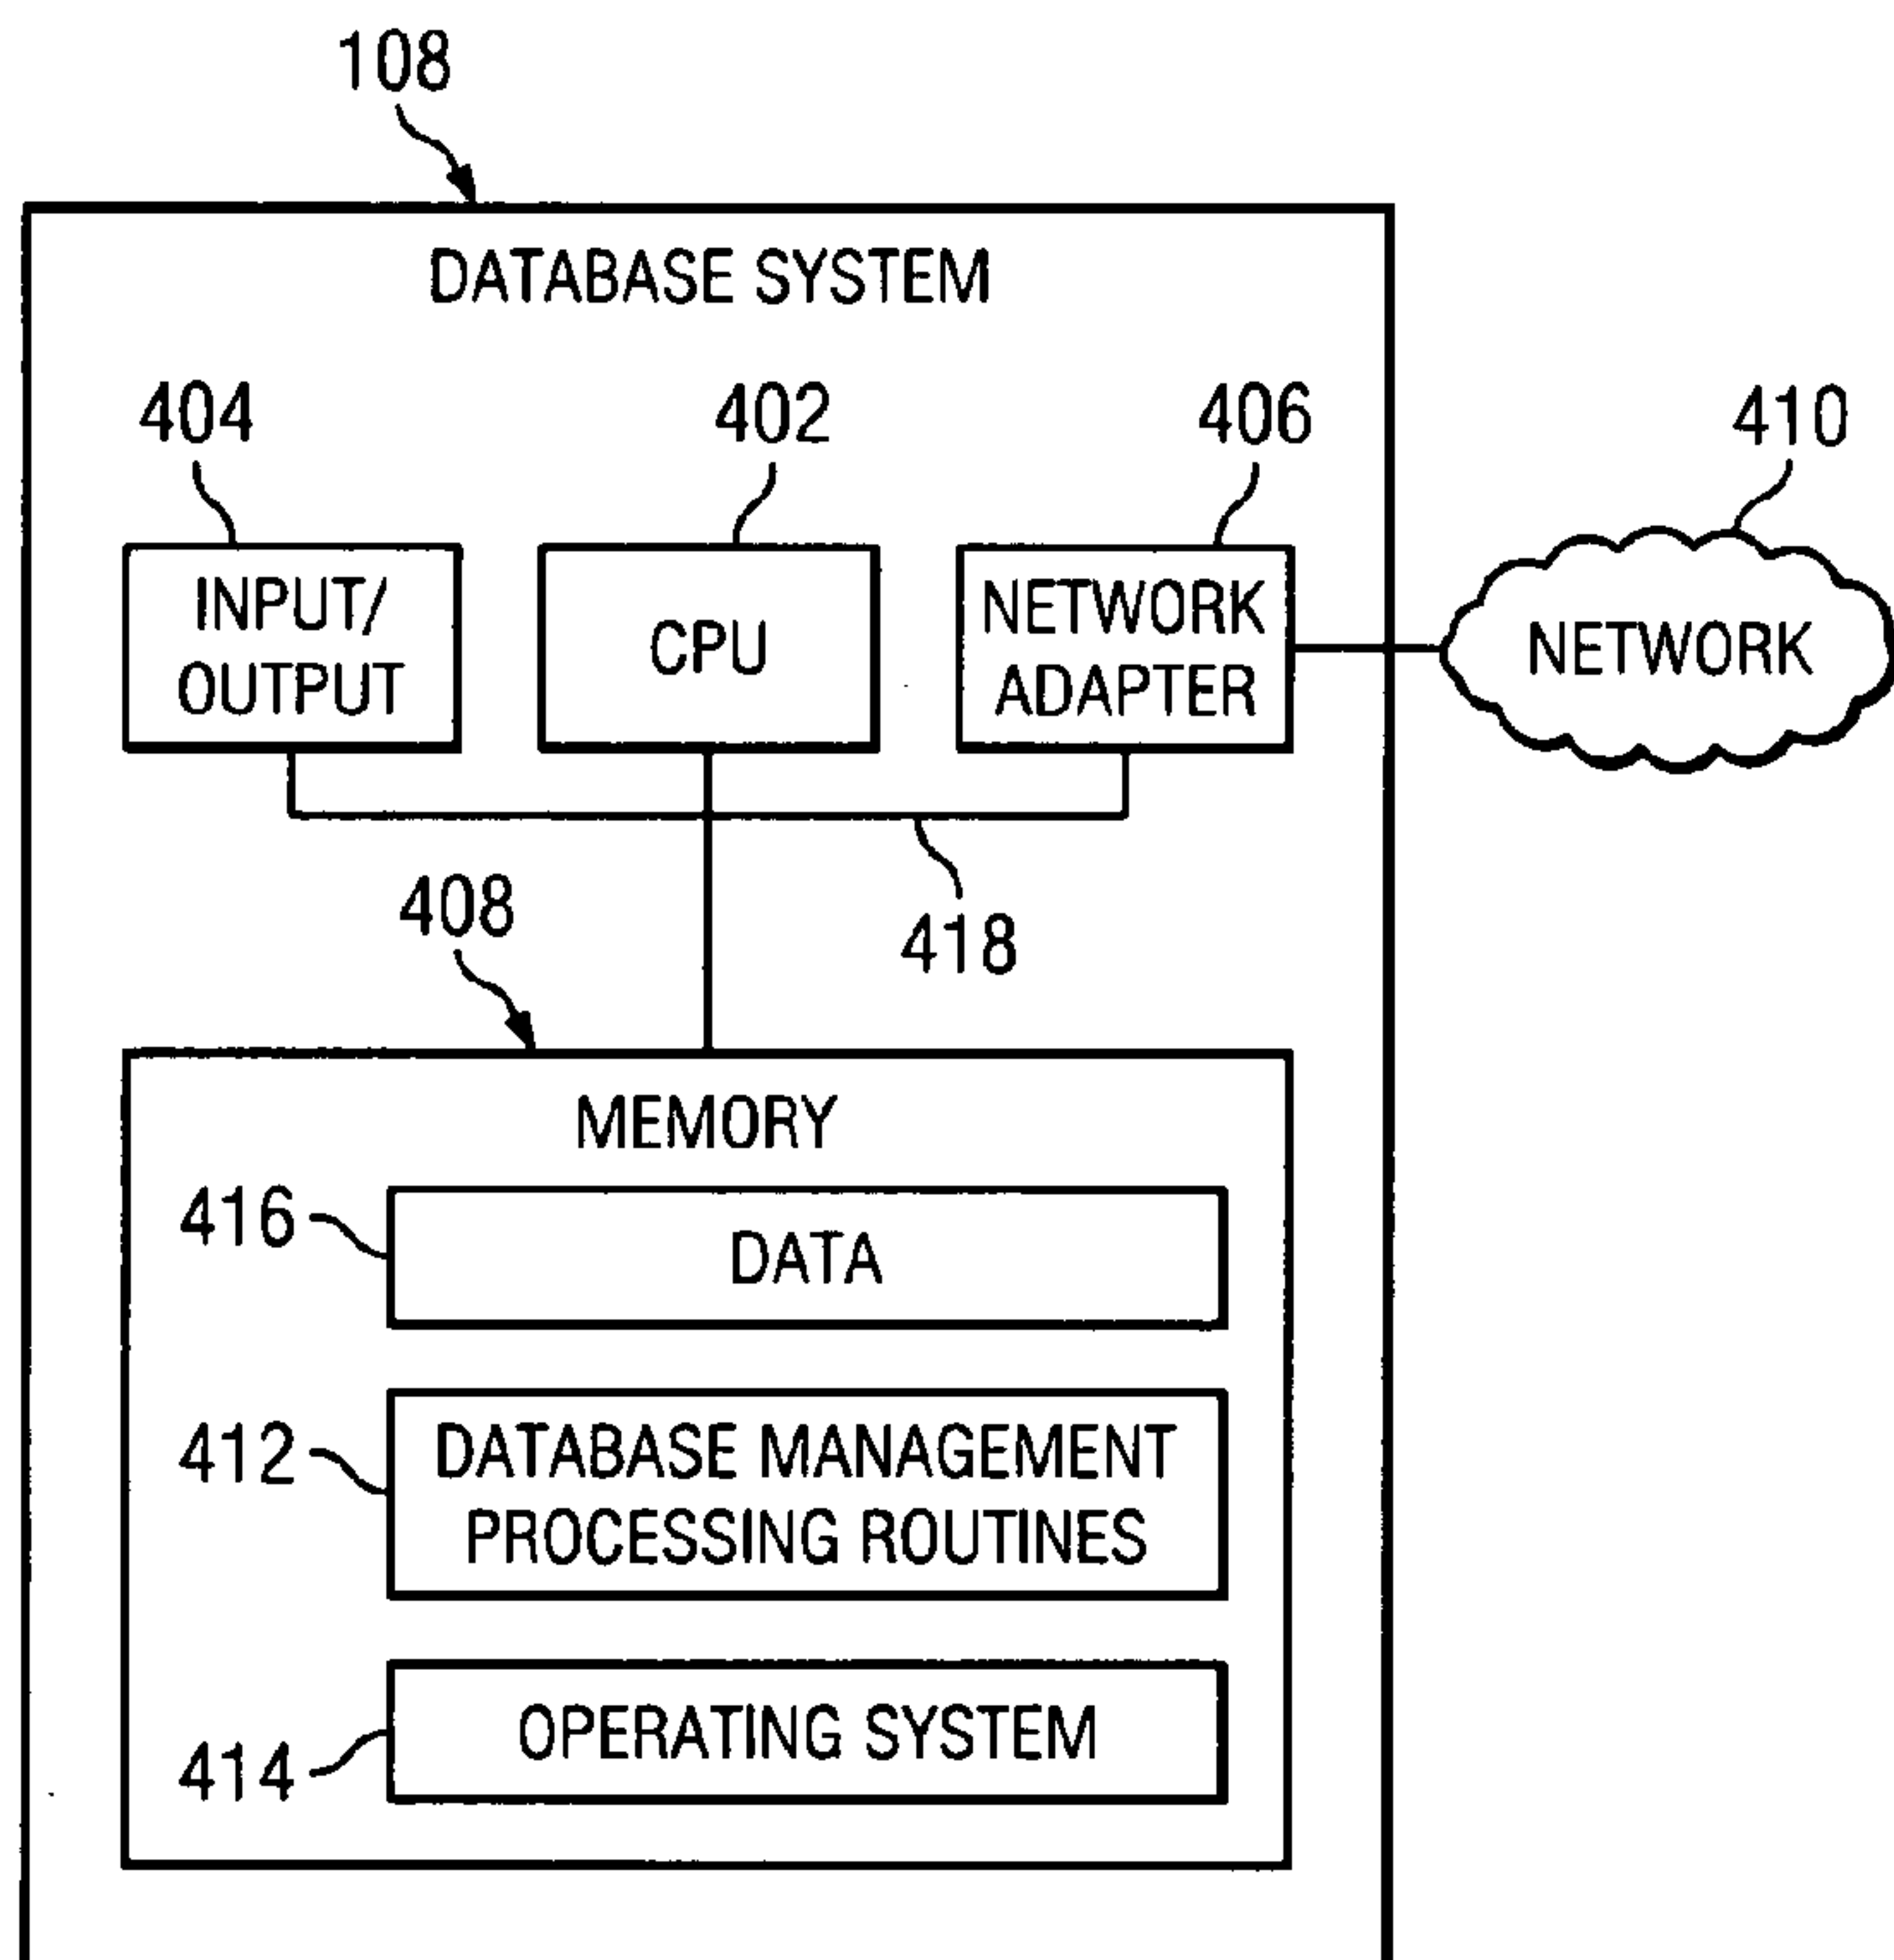 108
DATABASE SYSTEM
404
402
406
410
INPUT/
OUTPUT
CPU
NETWORK
ADAPTER
NETWORK
418
408
MEMORY
416
DATA
412
DATABASE MANAGEMENT
PROCESSING ROUTINES
414
OPERATING SYSTEM